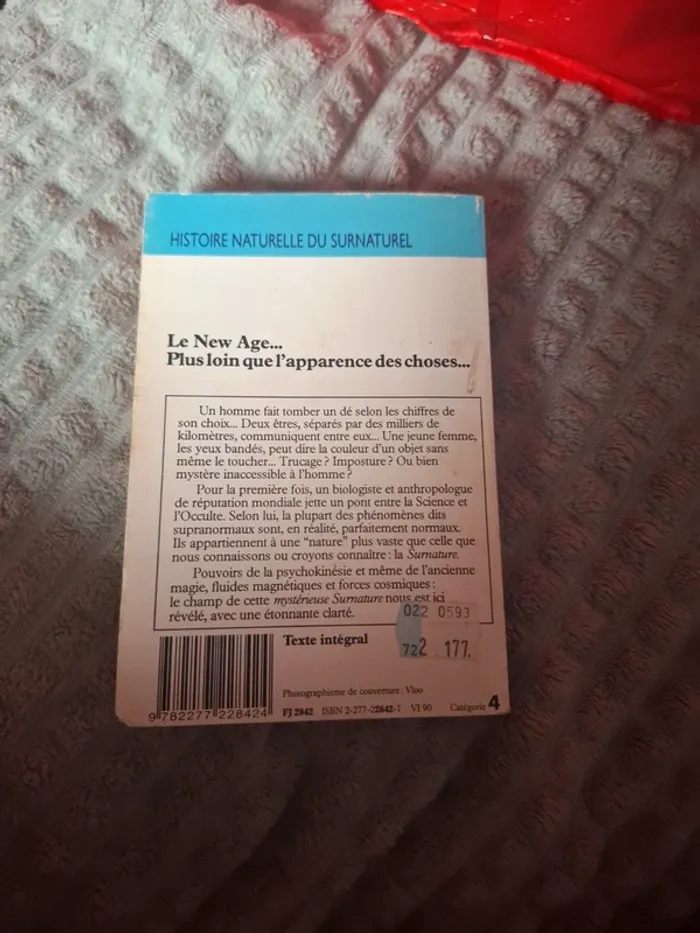 HISTOIRE NATURELLE DU SURNATUREL
Le New Age...
Plus loin que l'apparence des choses...
Un homme fait tomber un dé selon les chiffres de
son choix... Deux êtres, séparés par des milliers de
kilomètres, communiquent entre eux... Une jeune femme,
les yeux bandés, peut dire la couleur d'un objet sans
même le toucher... Trucage ? Imposture ? Ou bien
mystère inaccessible à l'homme ?
Pour la première fois, un biologiste et anthropologue
de réputation mondiale jette un pont entre la Science et
l'Occulte. Selon lui, la plupart des phénomènes dits
supranormaux sont, en réalité, parfaitement normaux.
Ils appartiennent à une "nature" plus vaste que celle que
nous connaissons ou croyons connaître : la Surnature.
Pouvoirs de la psychokinésie et même de l'ancienne
magie, fluides magnétiques et forces cosmiques :
le champ de cette mystérieuse Surnature nous est ici
révélé, avec une étonnante clarté.
022 0593
722 177.
Texte intégral
Photographisme de couverture : Vloo
9 782277 228424
FJ 2842 ISBN 2-277-22842-7 VI 90 Catégorie 4